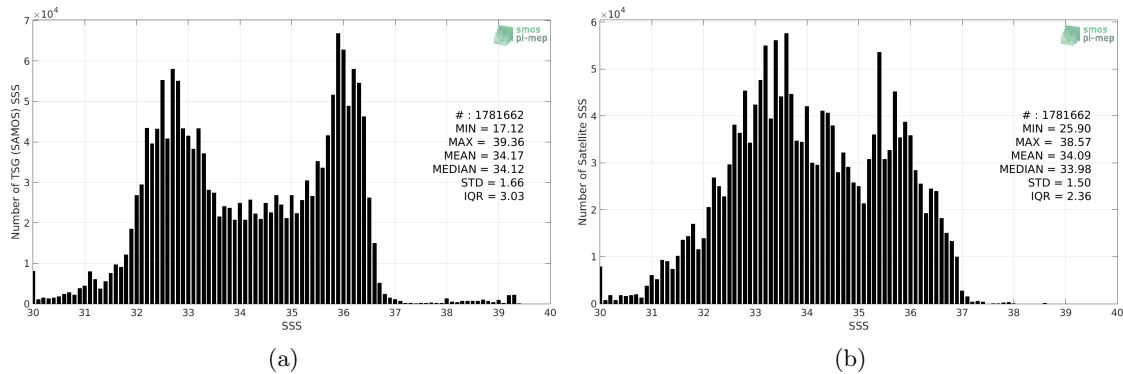 ×10⁴
7
6
5
4
3
2
1
0
Number of TSG (SAMOS) SSS
30 31 32 33 34 35 36 37 38 39 40
SSS
smos
pi-mep
# : 1781662
MIN = 17.12
MAX = 39.36
MEAN = 34.17
MEDIAN = 34.12
STD = 1.66
IQR = 3.03
(a)
×10⁴
6
5
4
3
2
1
0
Number of Satellite SSS
30 31 32 33 34 35 36 37 38 39 40
SSS
smos
pi-mep
# : 1781662
MIN = 25.90
MAX = 38.57
MEAN = 34.09
MEDIAN = 33.98
STD = 1.50
IQR = 2.36
(b)